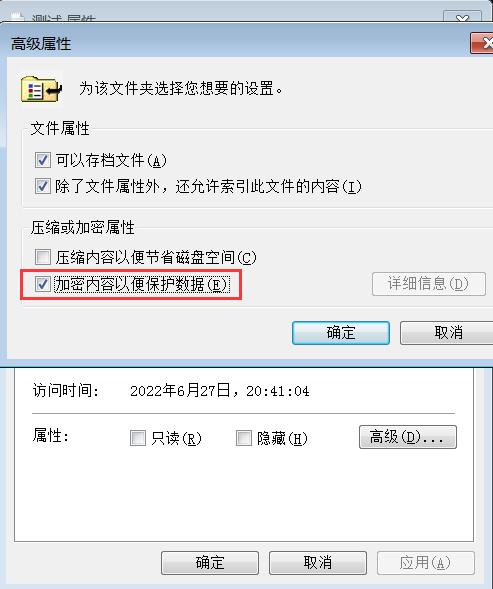 测试 属性
高级属性
为该文件夹选择您想要的设置。
文件属性
可以存档文件(A)
除了文件属性外，还允许索引此文件的内容(I)
压缩或加密属性
压缩内容以便节省磁盘空间(C)
加密内容以便保护数据(E)
详细信息(D)
确定
取消
访问时间:
2022年6月27日，20:41:04
属性:
只读(R)
隐藏(H)
高级(D)...
确定
取消
应用(A)